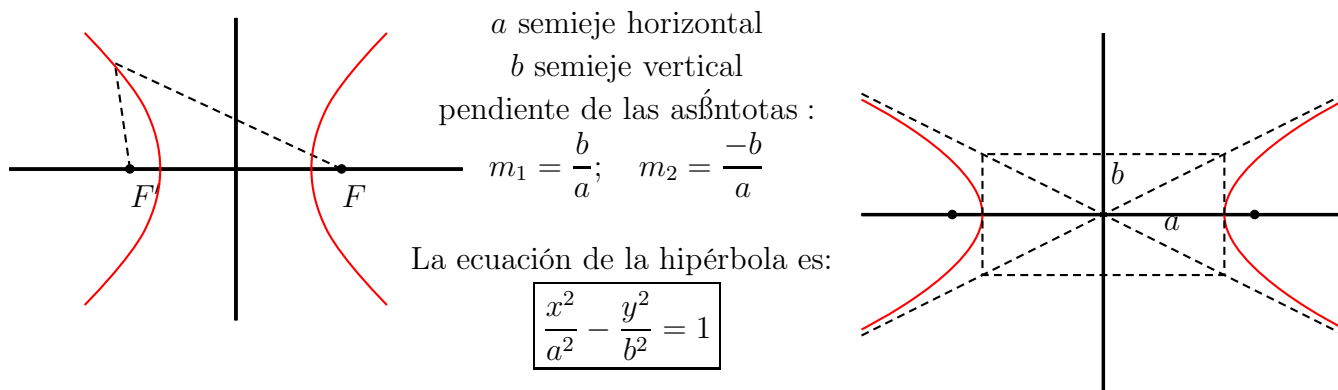 a semieje horizontal
b semieje vertical
pendiente de las asßńtotas :
m₁ = b/a; m₂ = -b/a
La ecuación de la hipérbola es:
x²/a² − y²/b² = 1
F′
F
b
a